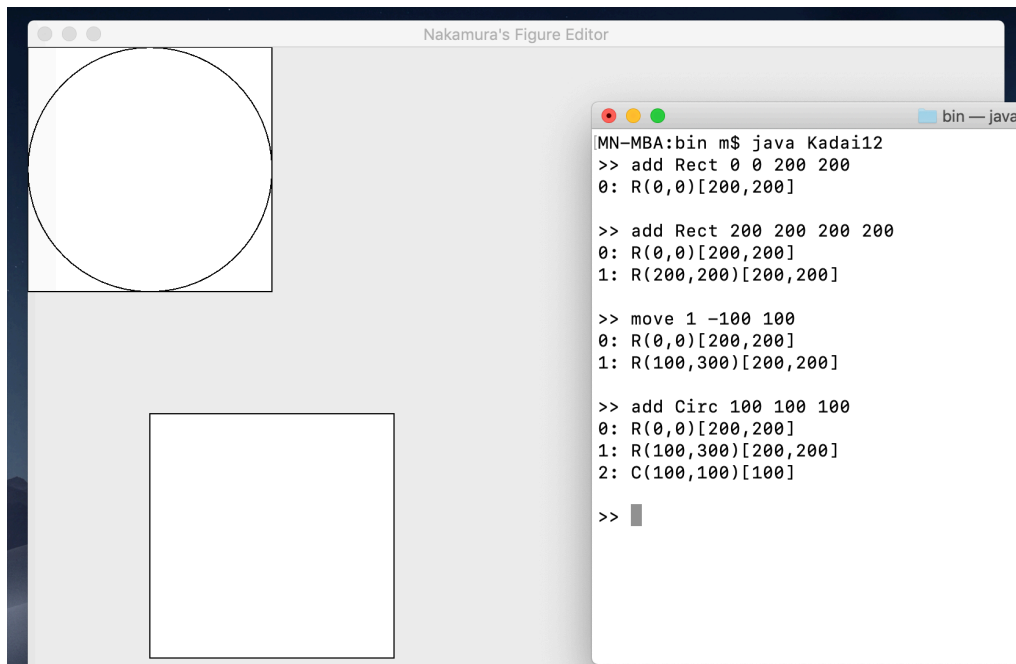 Nakamura's Figure Editor
bin — java
MN-MBA:bin m$ java Kadai12
>> add Rect 0 0 200 200
0: R(0,0)[200,200]
>> add Rect 200 200 200 200
0: R(0,0)[200,200]
1: R(200,200)[200,200]
>> move 1 -100 100
0: R(0,0)[200,200]
1: R(100,300)[200,200]
>> add Circ 100 100 100
0: R(0,0)[200,200]
1: R(100,300)[200,200]
2: C(100,100)[100]
>>